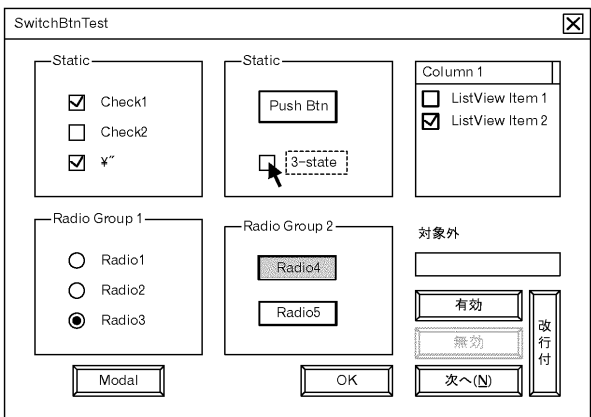 SwitchBtnTest
Static
Check1
Check2
¥˝
Static
Push Btn
3-state
Column 1
ListView Item 1
ListView Item 2
Radio Group 1
Radio1
Radio2
Radio3
Radio Group 2
Radio4
Radio5
対象外
有効
無効
次へ(N)
改行付
Modal
OK